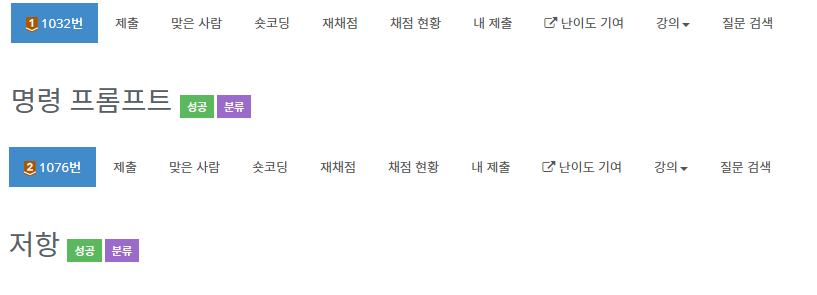 1 1032번 제출 맞은 사람 숏코딩 재채점 채점 현황 내 제출 난이도 기여 강의 질문 검색
명령 프롬프트 성공 분류
2 1076번 제출 맞은 사람 숏코딩 재채점 채점 현황 내 제출 난이도 기여 강의 질문 검색
저항 성공 분류